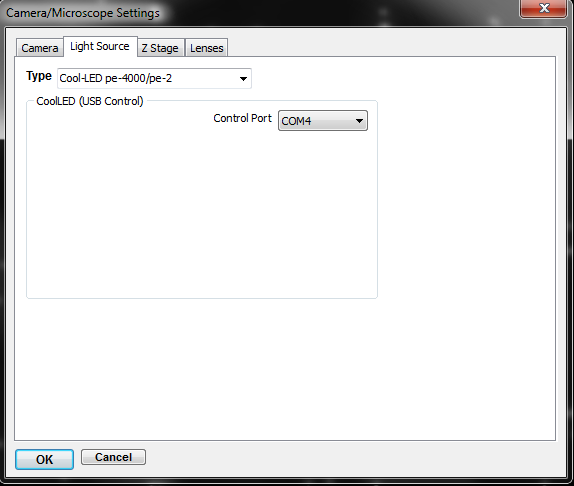 Camera/Microscope Settings
Camera Light Source Z Stage Lenses
Type Cool-LED pe-4000/pe-2
CoolLED (USB Control)
Control Port COM4
OK Cancel